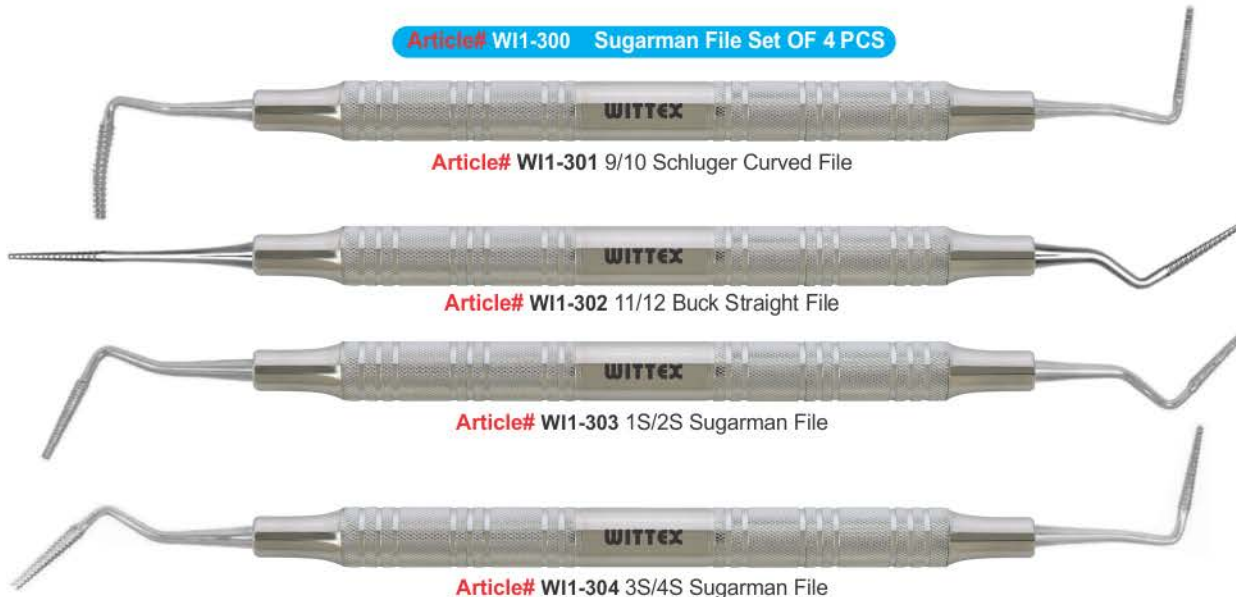 Article# WI1-300 Sugarman File Set OF 4 PCS
WITTEX
Article# WI1-301 9/10 Schluger Curved File
WITTEX
Article# WI1-302 11/12 Buck Straight File
WITTEX
Article# WI1-303 1S/2S Sugarman File
WITTEX
Article# WI1-304 3S/4S Sugarman File